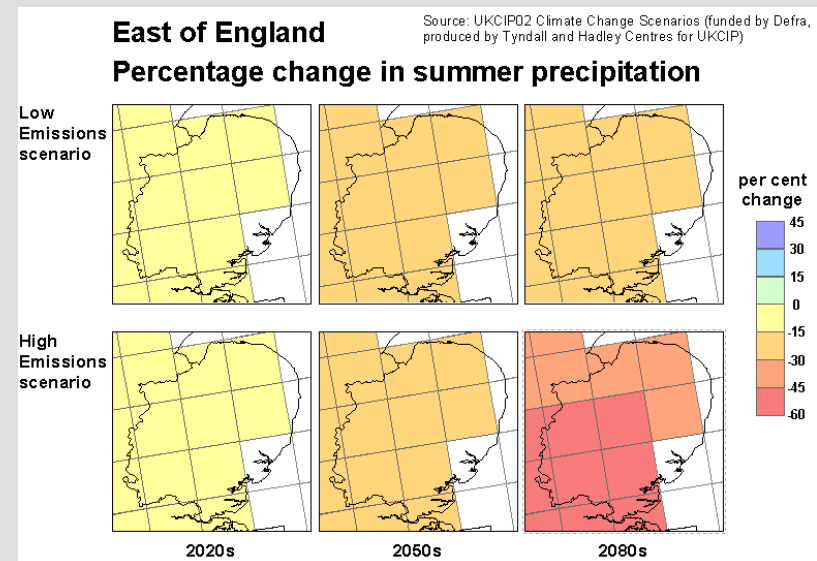 East of England
Source: UKCIP02 Climate Change Scenarios (funded by Defra,
produced by Tyndall and Hadley Centres for UKCIP)
Percentage change in summer precipitation
Low
Emissions
scenario
per cent
change
45
30
15
0
-15
-30
-45
-60
High
Emissions
scenario
2020s
2050s
2080s